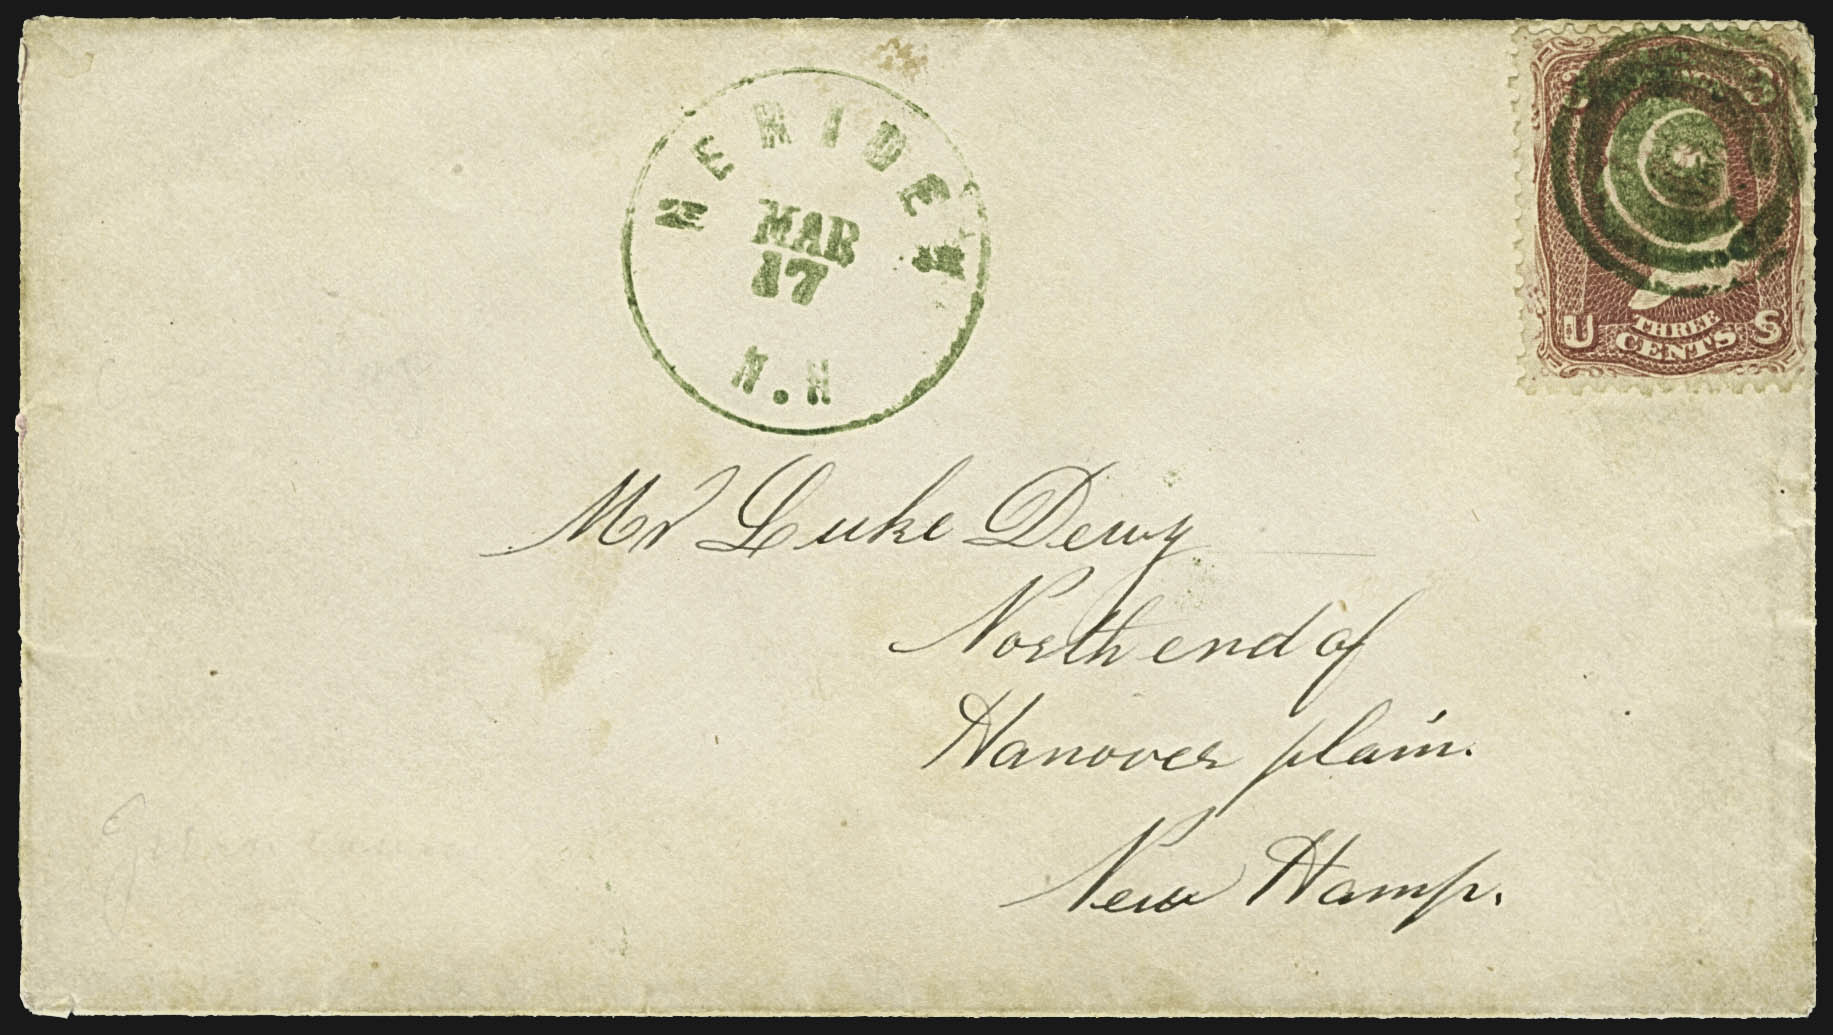 MERIDEN
MAR
17
N.H
U THREE S
CENTS
Mr Luke Dewy
North end of
Hanover plain.
New Hamp.